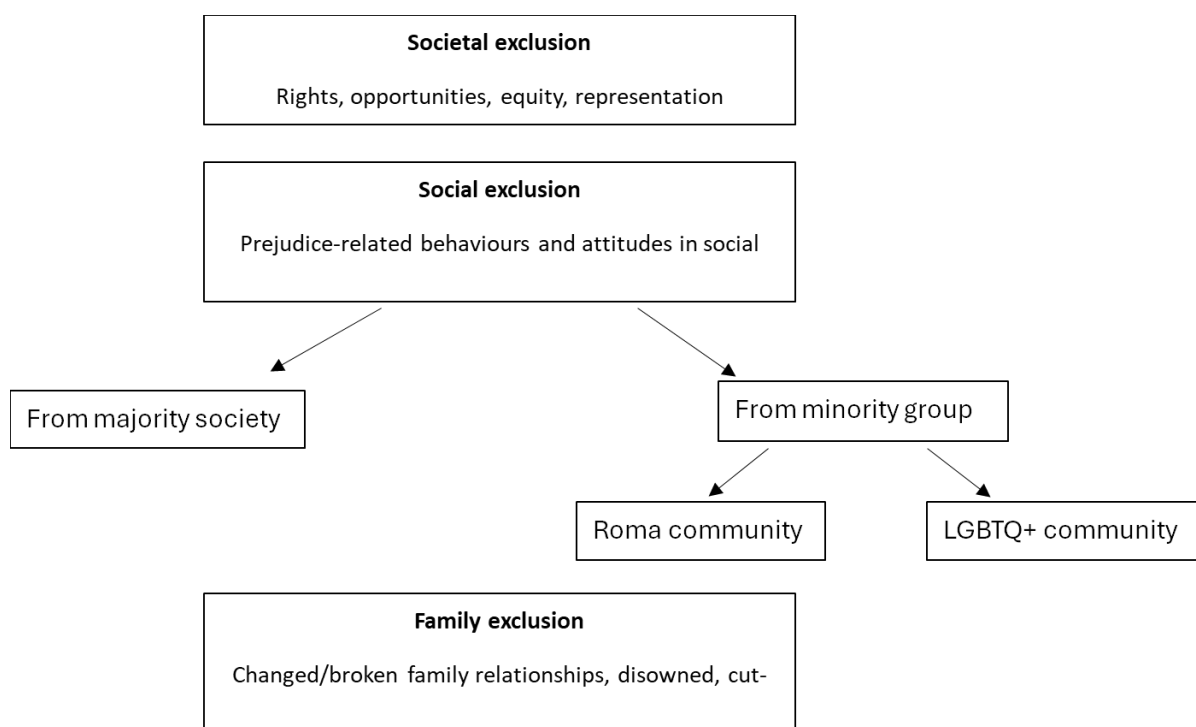 Societal exclusion
Rights, opportunities, equity, representation
Social exclusion
Prejudice-related behaviours and attitudes in social
From majority society
From minority group
Roma community
LGBTQ+ community
Family exclusion
Changed/broken family relationships, disowned, cut-